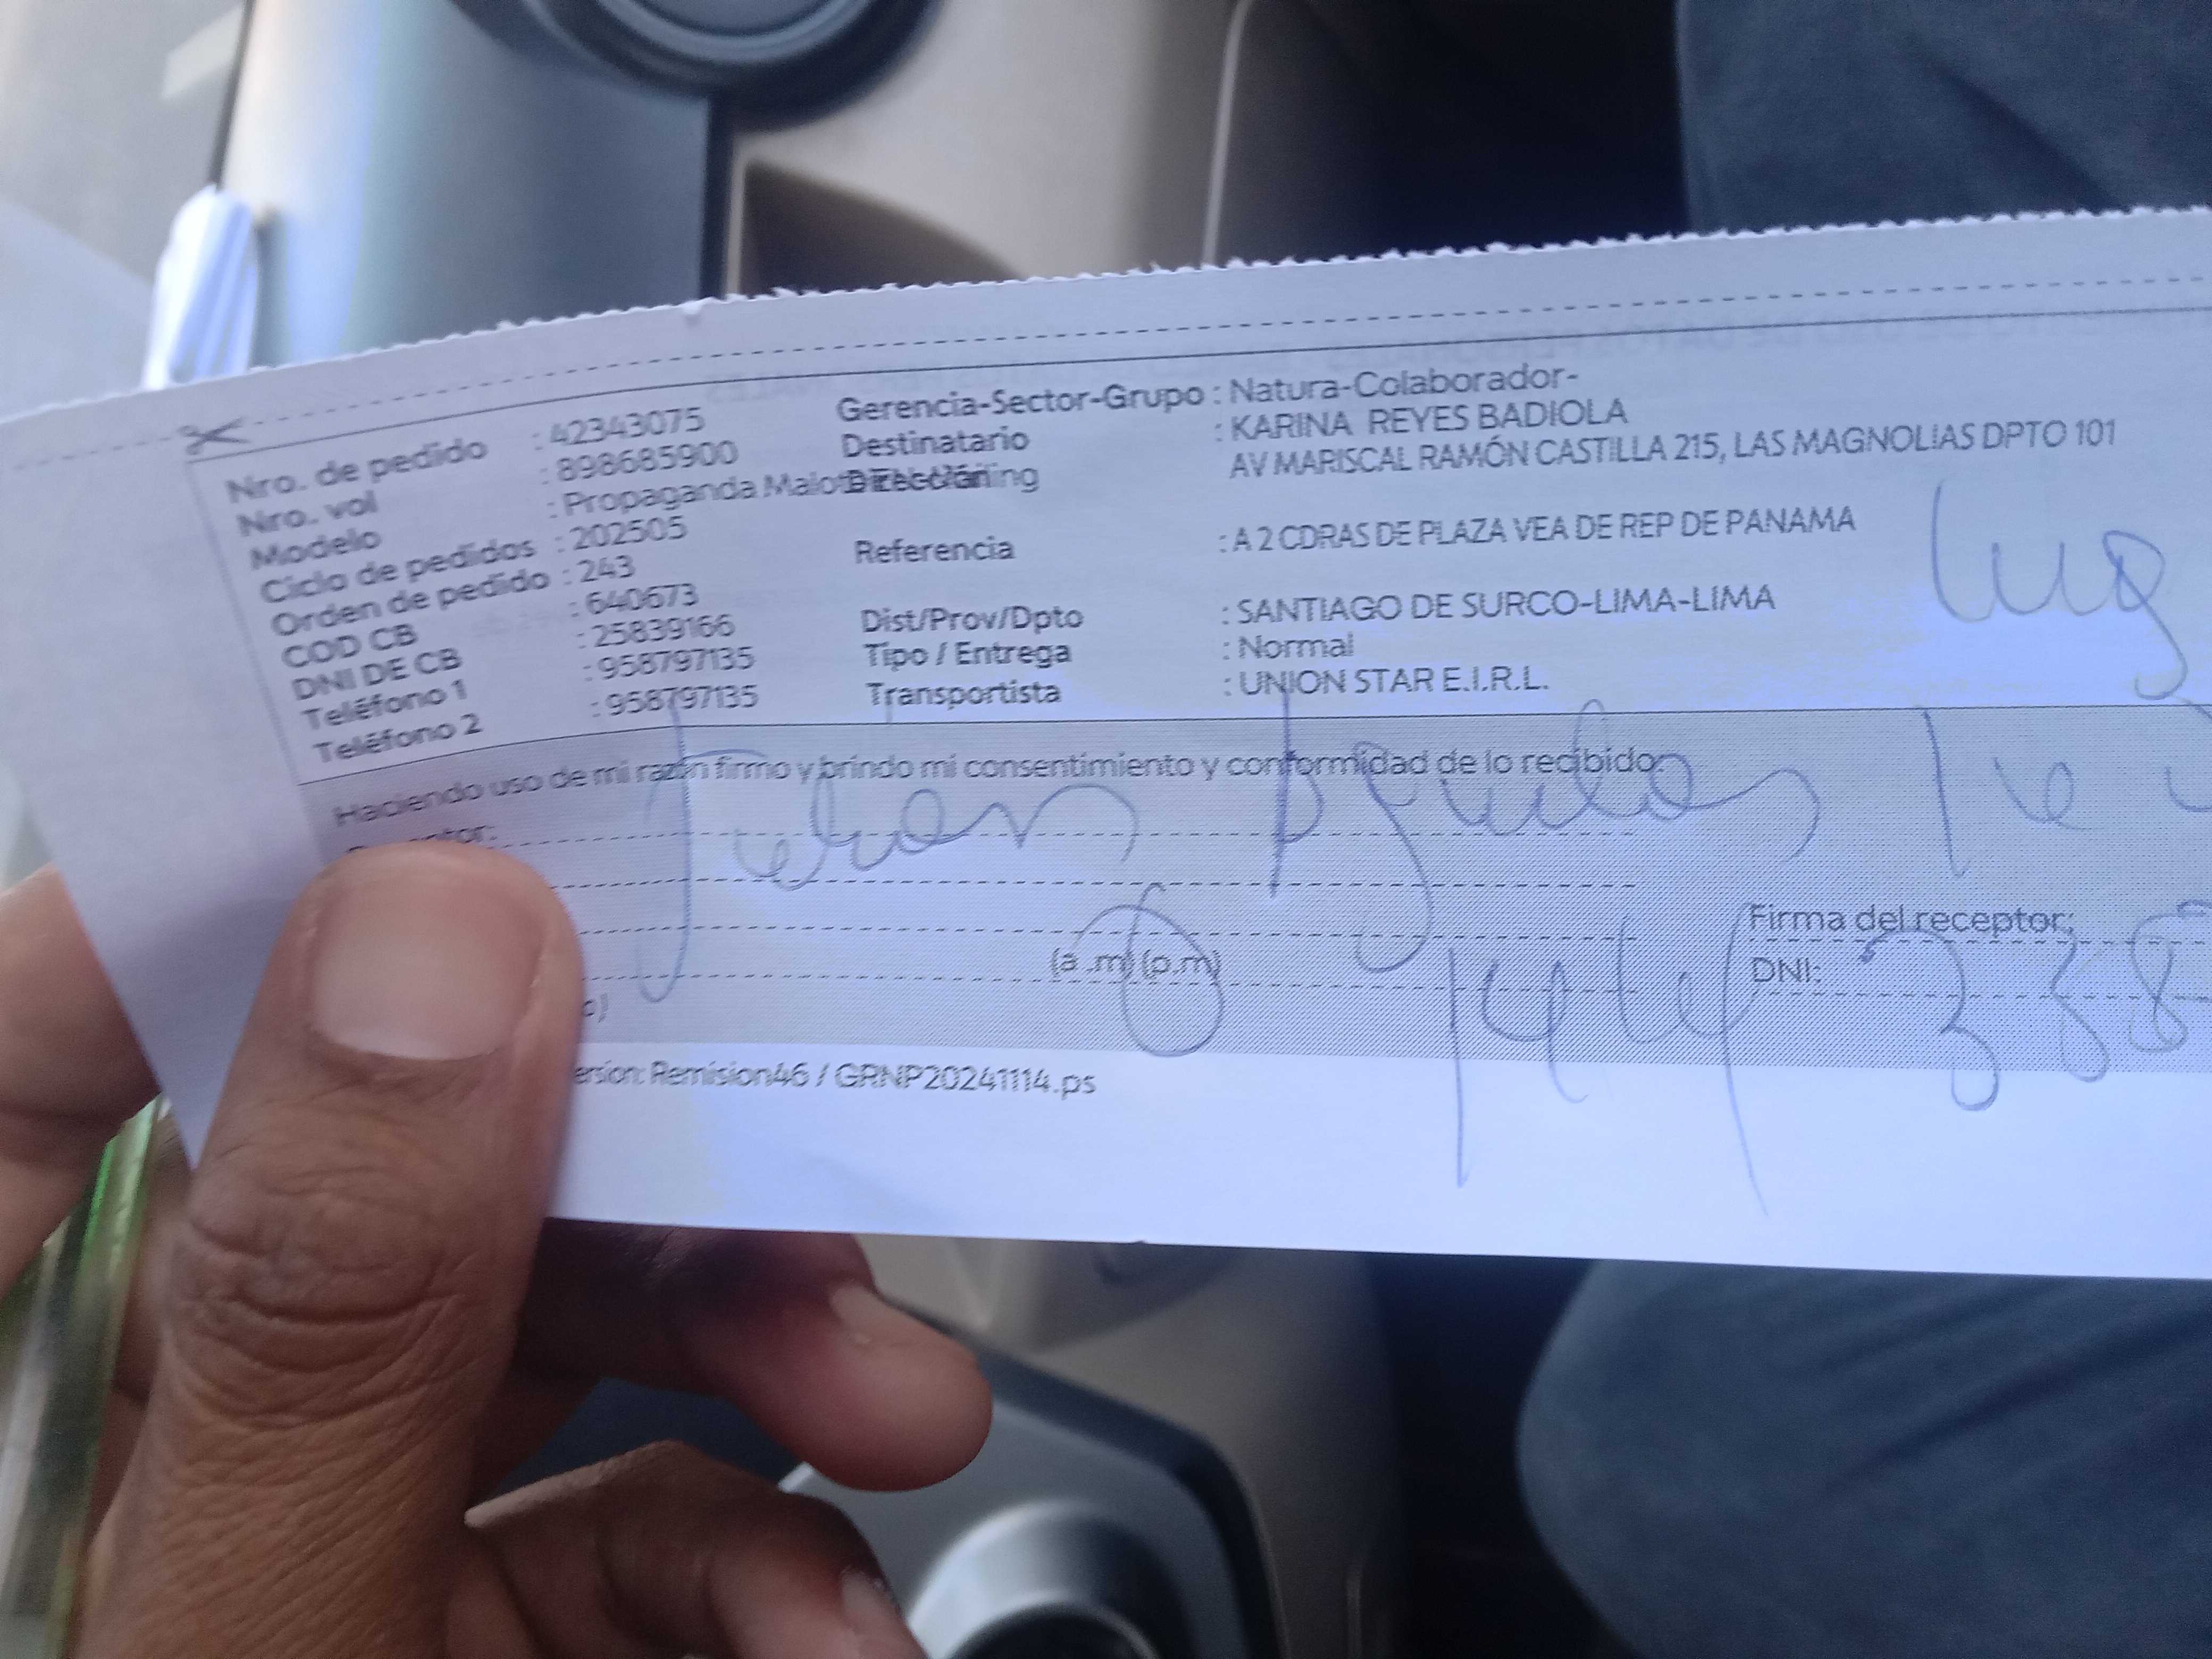 Nro. de pedido : 42343075
Nro. vol : 898685900
Modelo : Propaganda
Ciclo de pedidos : 202505
Orden de pedido : 243
COD CB : 640673
DNI DE CB : 25839166
Teléfono 1 : 958797135
Teléfono 2 : 958797135
Gerencia-Sector-Grupo : Natura-Colaborador-
Destinatario : KARINA REYES BADIOLA
Dirección AV MARISCAL RAMÓN CASTILLA 215, LAS MAGNOLIAS DPTO 101
Referencia : A 2 CDRAS DE PLAZA VEA DE REP DE PANAMA
Dist/Prov/Dpto : SANTIAGO DE SURCO-LIMA-LIMA
Tipo / Entrega : Normal
Transportista : UNION STAR E.I.R.L.
Haciendo uso de mi razón firmo y brindo mi consentimiento y conformidad de lo recibido:
(a .m) (p.m)
Firma del receptor:
DNI:
ersion: Remision46 / GRNP20241114.ps